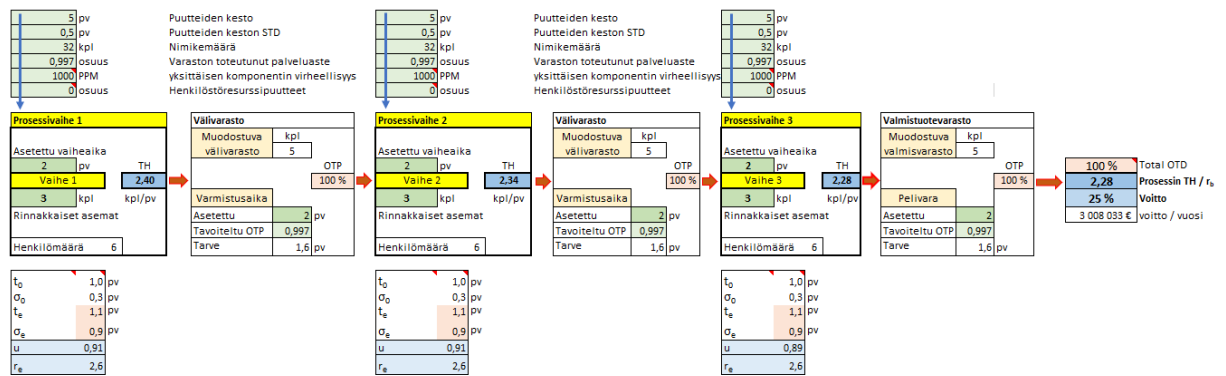 5 pv Puutteiden kesto 5 pv Puutteiden kesto 5 pv
0,5 pv Puutteiden keston STD 0,5 pv Puutteiden keston STD 0,5 pv
32 kpl Nimikemäärä 32 kpl Nimikemäärä 32 kpl
0,997 osuus Varaston toteutunut palveluaste 0,997 osuus Varaston toteutunut palveluaste 0,997 osuus
1000 PPM yksittäisen komponentin virheellisyys 1000 PPM yksittäisen komponentin virheellisyys 1000 PPM
0 osuus Henkilöstöresurssipuutteet 0 osuus Henkilöstöresurssipuutteet 0 osuus
Prosessivaihe 1 Välivarasto Prosessivaihe 2 Välivarasto Prosessivaihe 3 Valmistuotevarasto
Muodostuva kpl Muodostuva kpl Muodostuva kpl
Asetettu vaiheaika välivarasto 5 Asetettu vaiheaika välivarasto 5 Asetettu vaiheaika valmisvarasto 5
2 pv TH OTP 2 pv TH OTP 2 pv TH OTP 100 % Total OTD
Vaihe 1 2,40 100 % Vaihe 2 2,34 100 % Vaihe 3 2,28 100 % 2,28 Prosessin TH / r_b
3 kpl kpl/pv Varmistusaika 3 kpl kpl/pv Varmistusaika 3 kpl kpl/pv Pelivara 25 % Voitto
Rinnakkaiset asemat Asetettu 2 pv Rinnakkaiset asemat Asetettu 2 pv Rinnakkaiset asemat Asetettu 2 3 008 033 € voitto / vuosi
Tavoiteltu OTP 0,997 Tavoiteltu OTP 0,997 Tavoiteltu OTP 0,997
Henkilömäärä 6 Tarve 1,6 pv Henkilömäärä 6 Tarve 1,6 pv Henkilömäärä 6 Tarve 1,6 pv
t₀ 1,0 pv t₀ 1,0 pv t₀ 1,0 pv
σ₀ 0,3 pv σ₀ 0,3 pv σ₀ 0,3 pv
tₑ 1,1 pv tₑ 1,1 pv tₑ 1,1 pv
σₑ 0,9 pv σₑ 0,9 pv σₑ 0,9 pv
u 0,91 u 0,91 u 0,89
rₑ 2,6 rₑ 2,6 rₑ 2,6